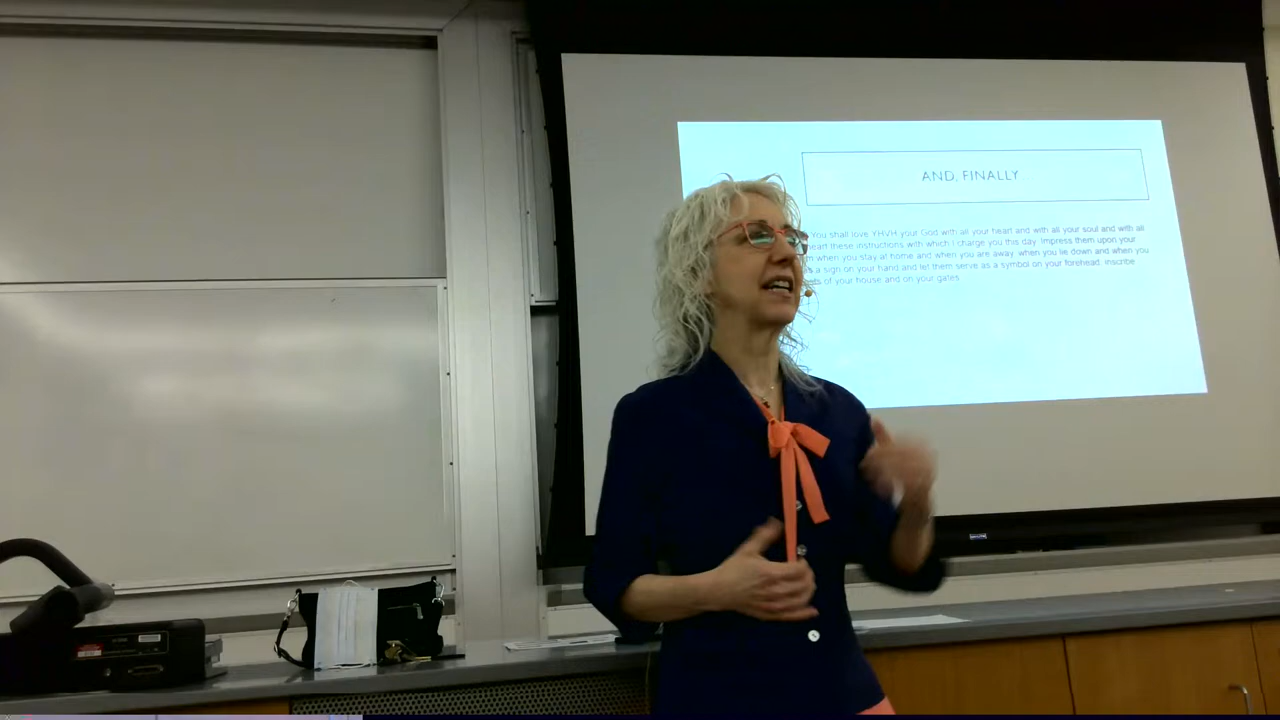 AND, FINALLY
You shall love YHVH your God with all your heart and with all your soul and with all
heart these instructions with which I charge you this day. Impress them upon your
when you stay at home and when you are away, when you lie down and when you
a sign on your hand and let them serve as a symbol on your forehead, inscribe
of your house and on your gates